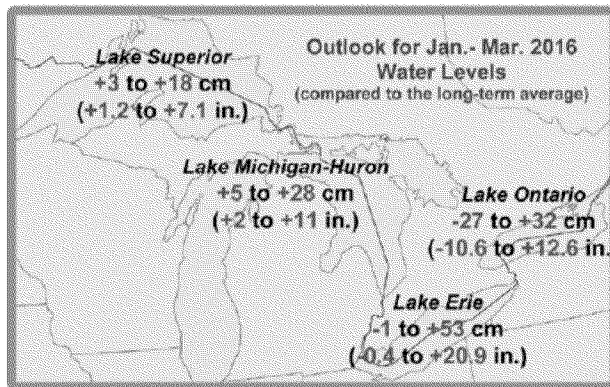 Lake Superior
+3 to +18 cm
(+1.2 to +7.1 in.)
Outlook for Jan.- Mar. 2016
Water Levels
(compared to the long-term average)
Lake Michigan-Huron
+5 to +28 cm
(+2 to +11 in.)
Lake Ontario
-27 to +32 cm
(-10.6 to +12.6 in.
Lake Erie
-1 to +53 cm
(-0.4 to +20.9 in.)